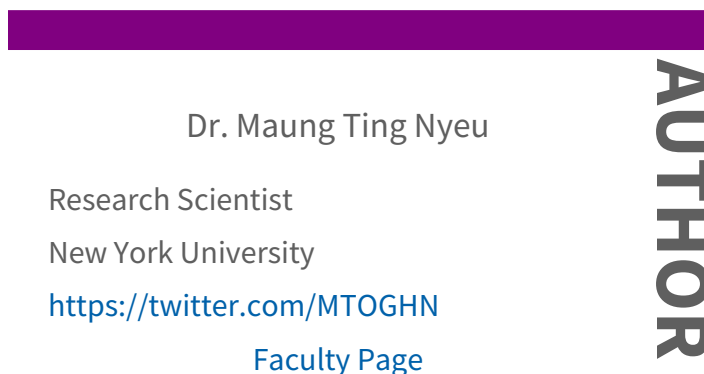 Dr. Maung Ting Nyeu
Research Scientist
New York University
https://twitter.com/MTOGHN
Faculty Page
AUTHOR